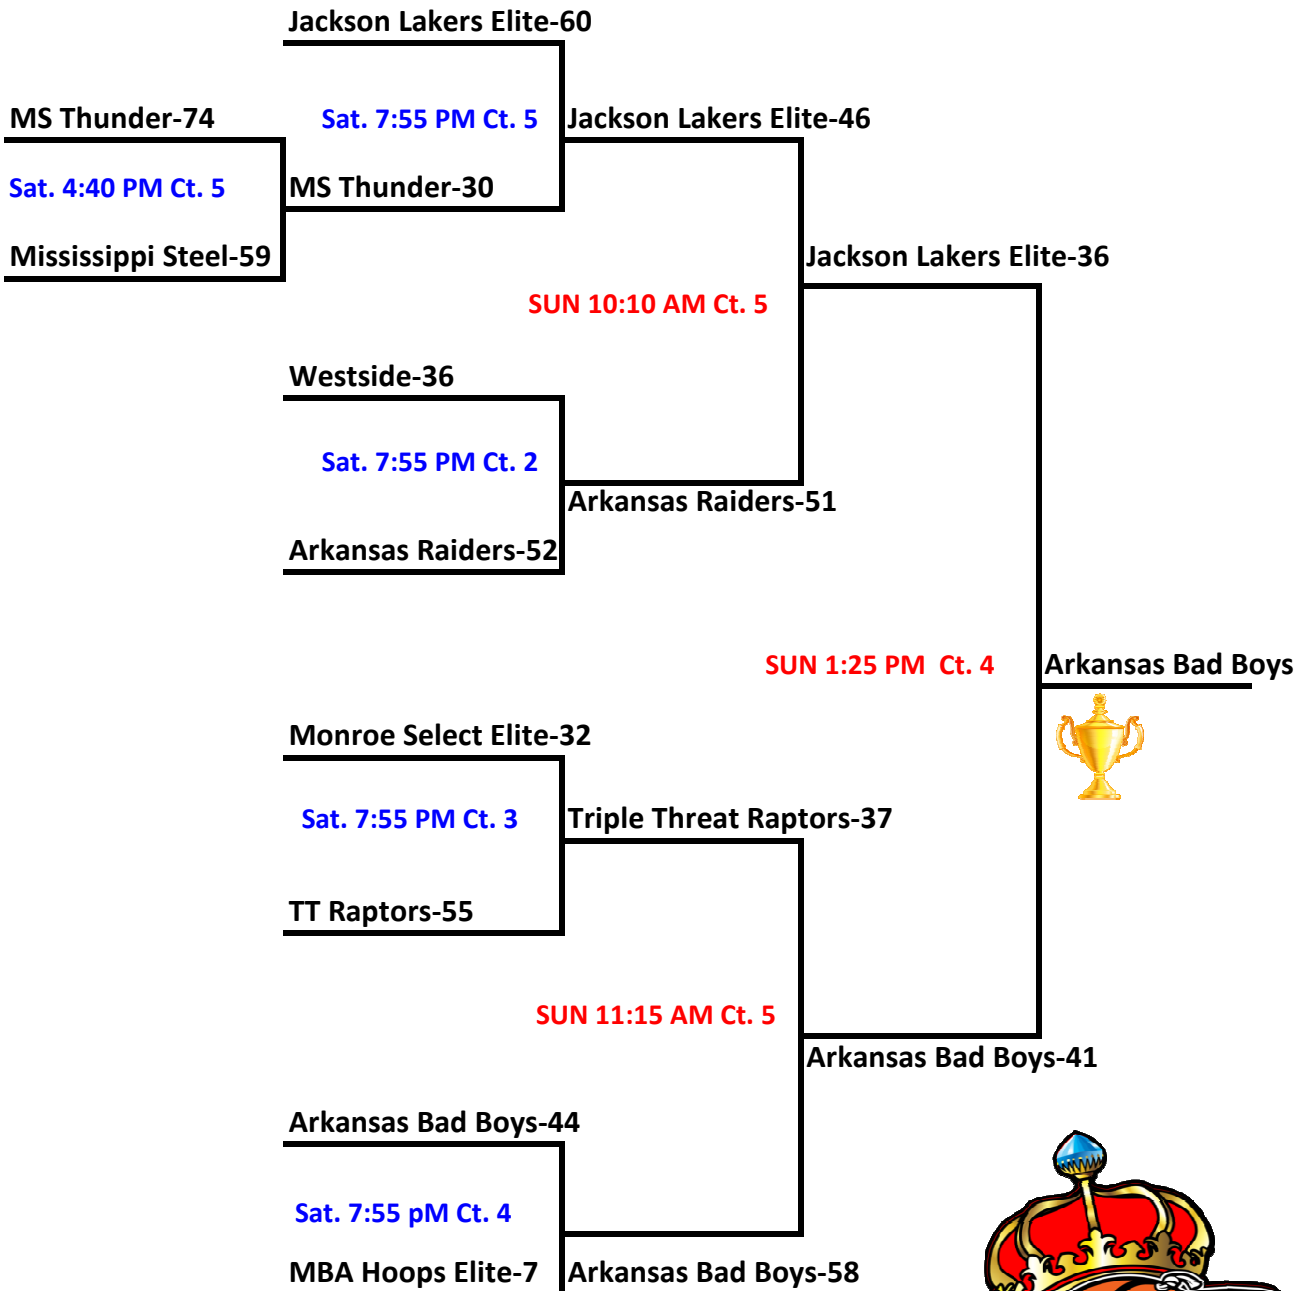 Jackson Lakers Elite-60
MS Thunder-74
Sat. 7:55 PM Ct. 5
Jackson Lakers Elite-46
Sat. 4:40 PM Ct. 5
MS Thunder-30
Mississippi Steel-59
Jackson Lakers Elite-36
SUN 10:10 AM Ct. 5
Westside-36
Sat. 7:55 PM Ct. 2
Arkansas Raiders-51
Arkansas Raiders-52
SUN 1:25 PM  Ct. 4
Arkansas Bad Boys
Monroe Select Elite-32
Sat. 7:55 PM Ct. 3
Triple Threat Raptors-37
TT Raptors-55
SUN 11:15 AM Ct. 5
Arkansas Bad Boys-41
Arkansas Bad Boys-44
Sat. 7:55 pM Ct. 4
MBA Hoops Elite-7
Arkansas Bad Boys-58